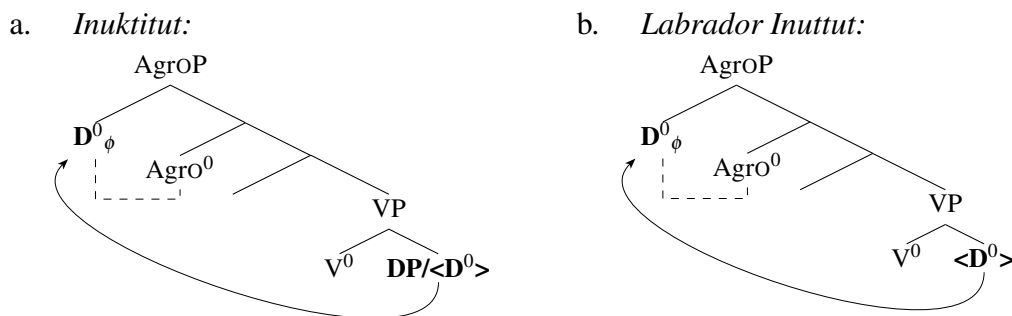 a. Inuktitut: b. Labrador Inuttut:
AgrOP AgrOP
D⁰ϕ D⁰ϕ
AgrO⁰ AgrO⁰
VP VP
V⁰ DP/<D⁰> V⁰ <D⁰>